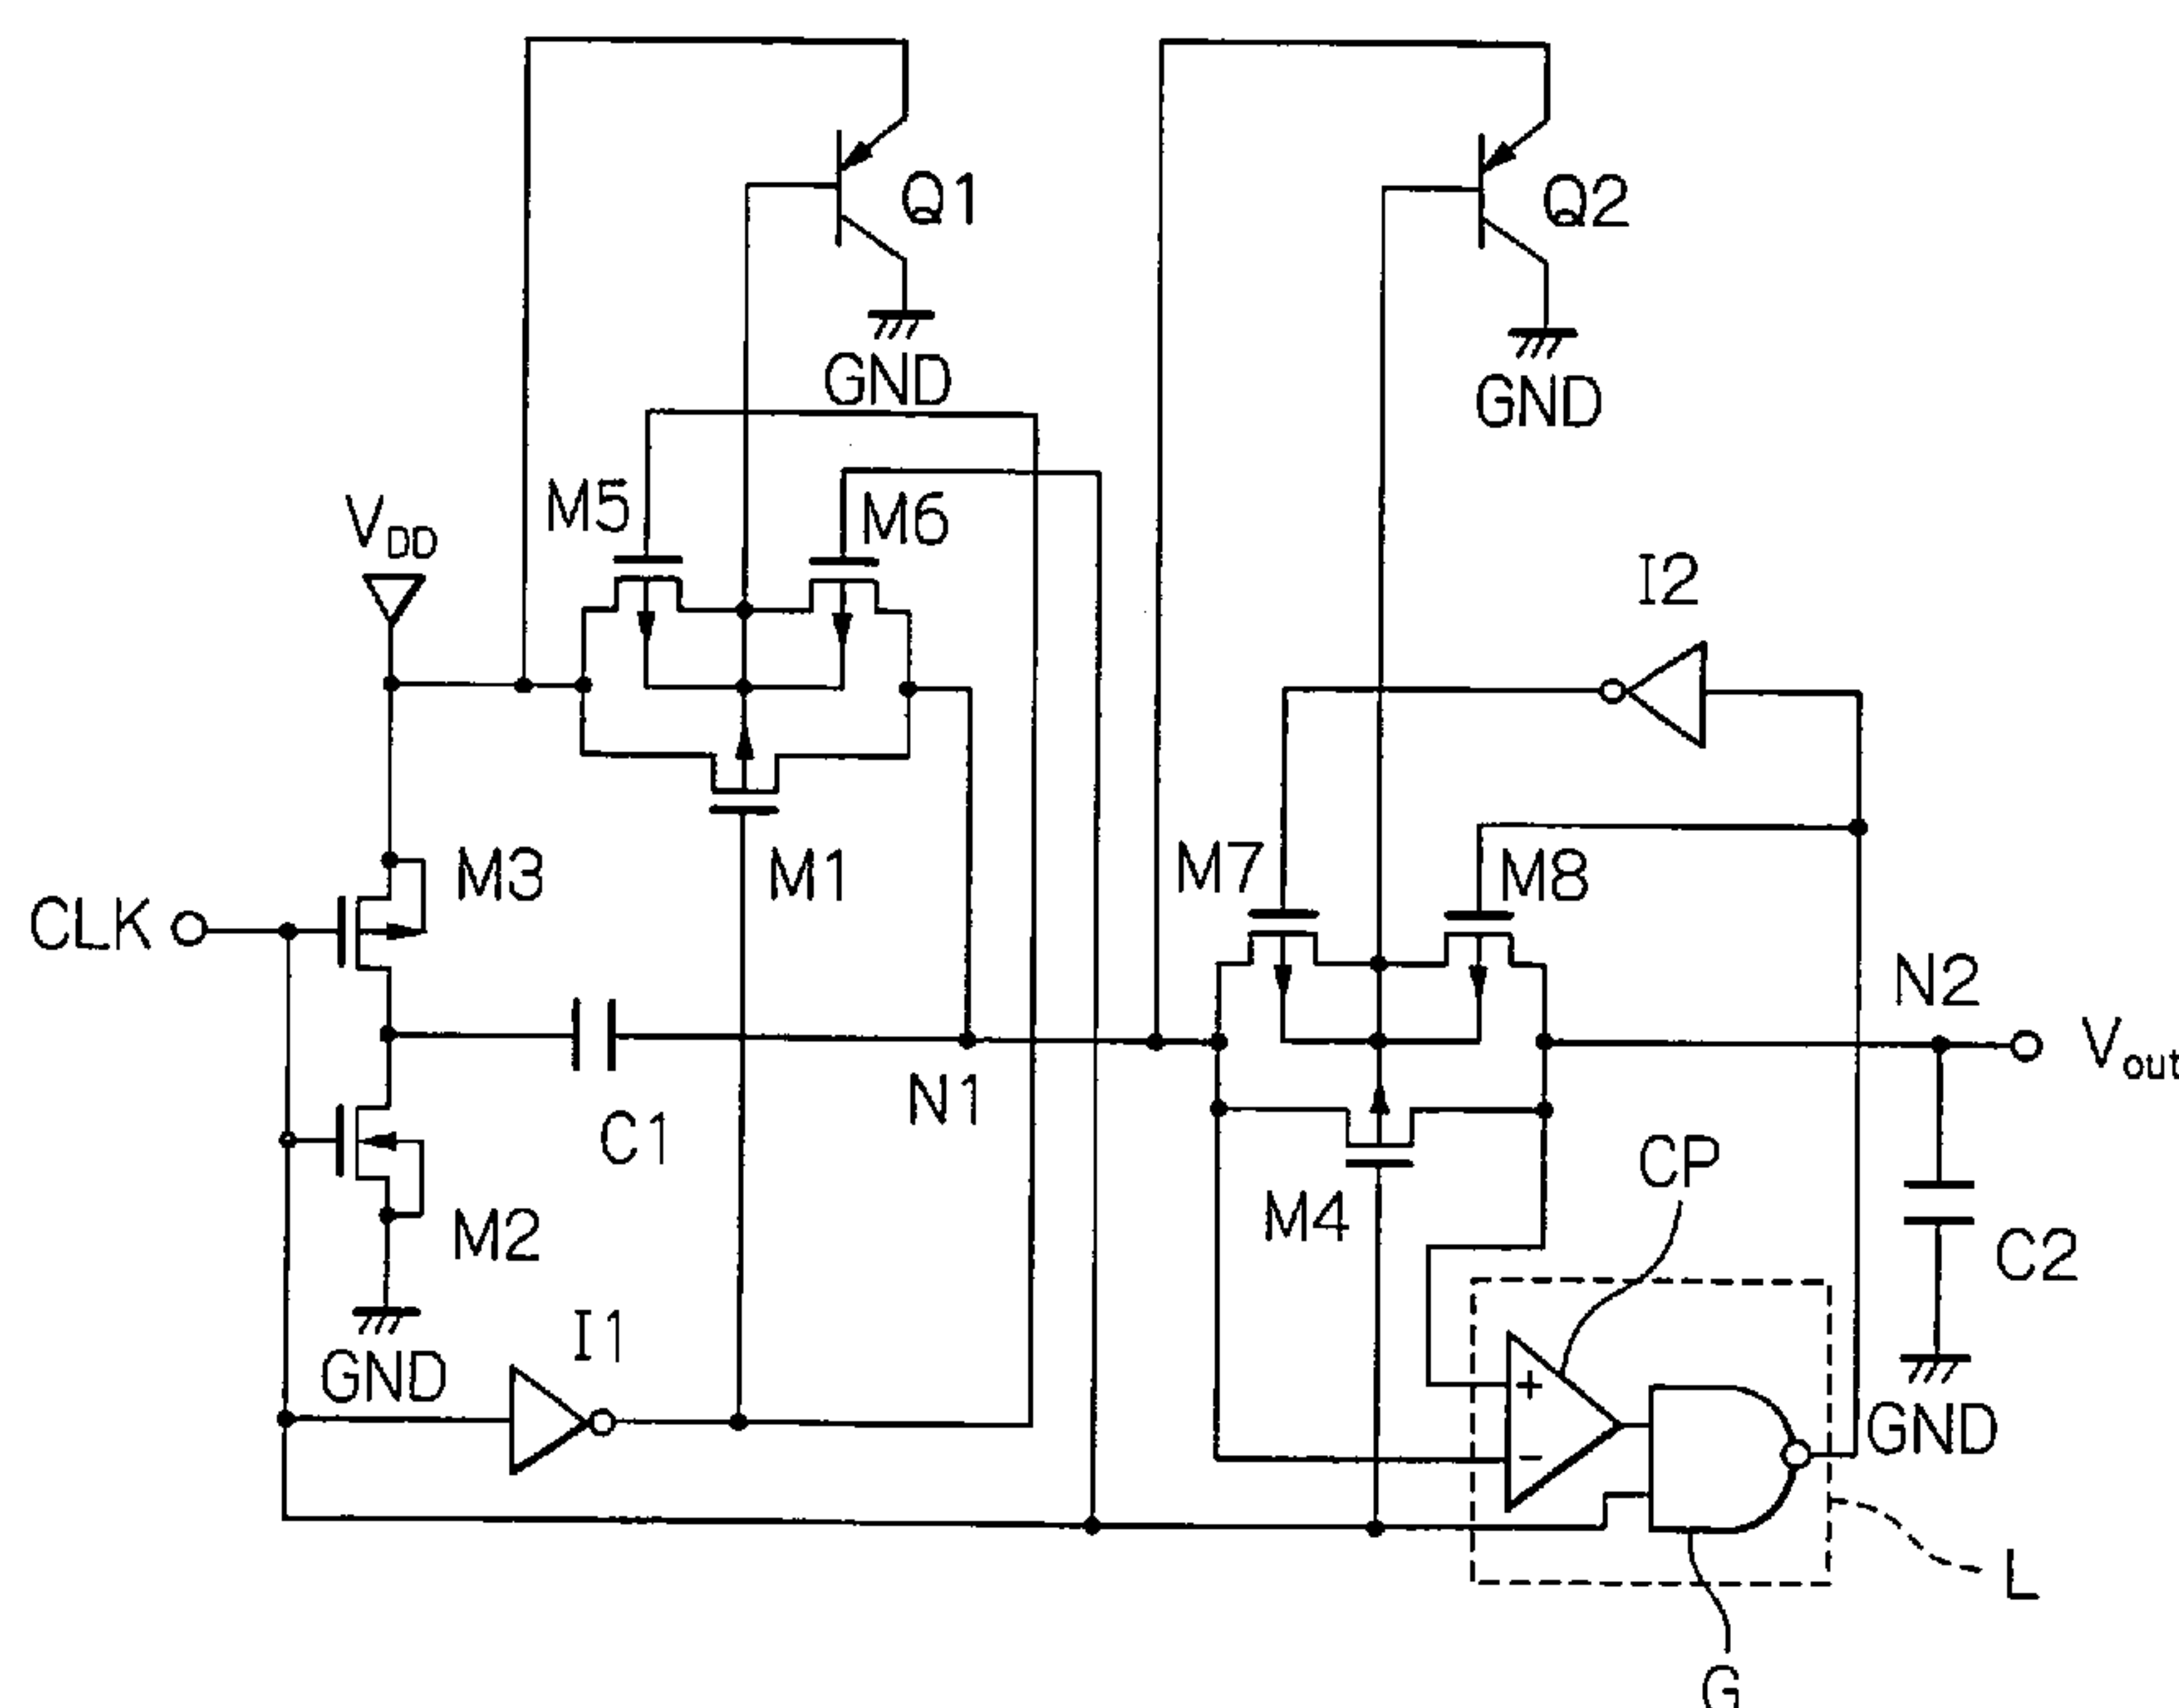 Q1
Q2
GND
GND
M5
M6
VDD
I2
M3
M1
M7
M8
CLK
N2
Vout
C1
N1
CP
M2
M4
C2
I1
GND
+
GND
−
L
G